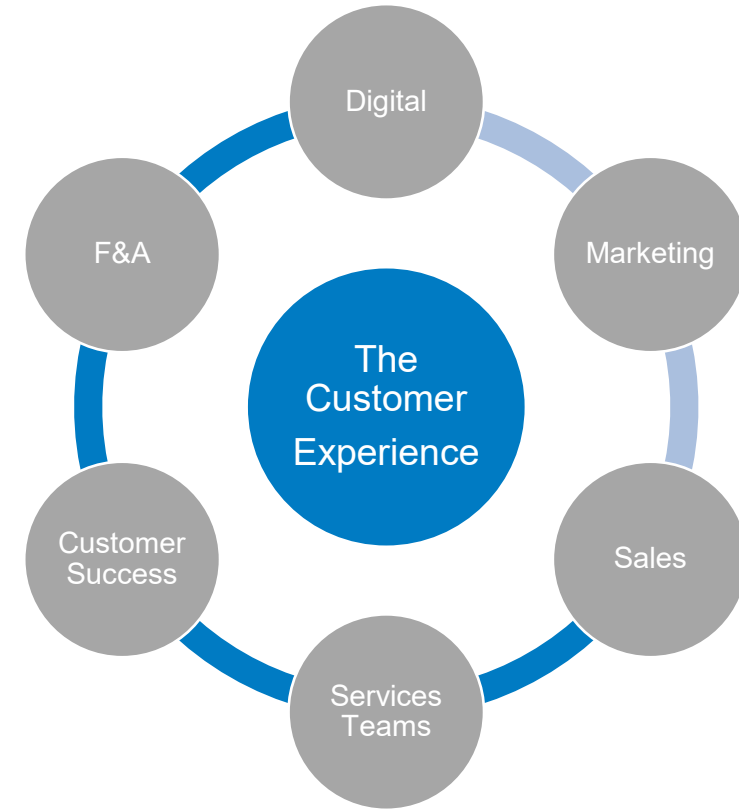 Digital
Marketing
Sales
Services
Teams
Customer
Success
F&A
The
Customer
Experience